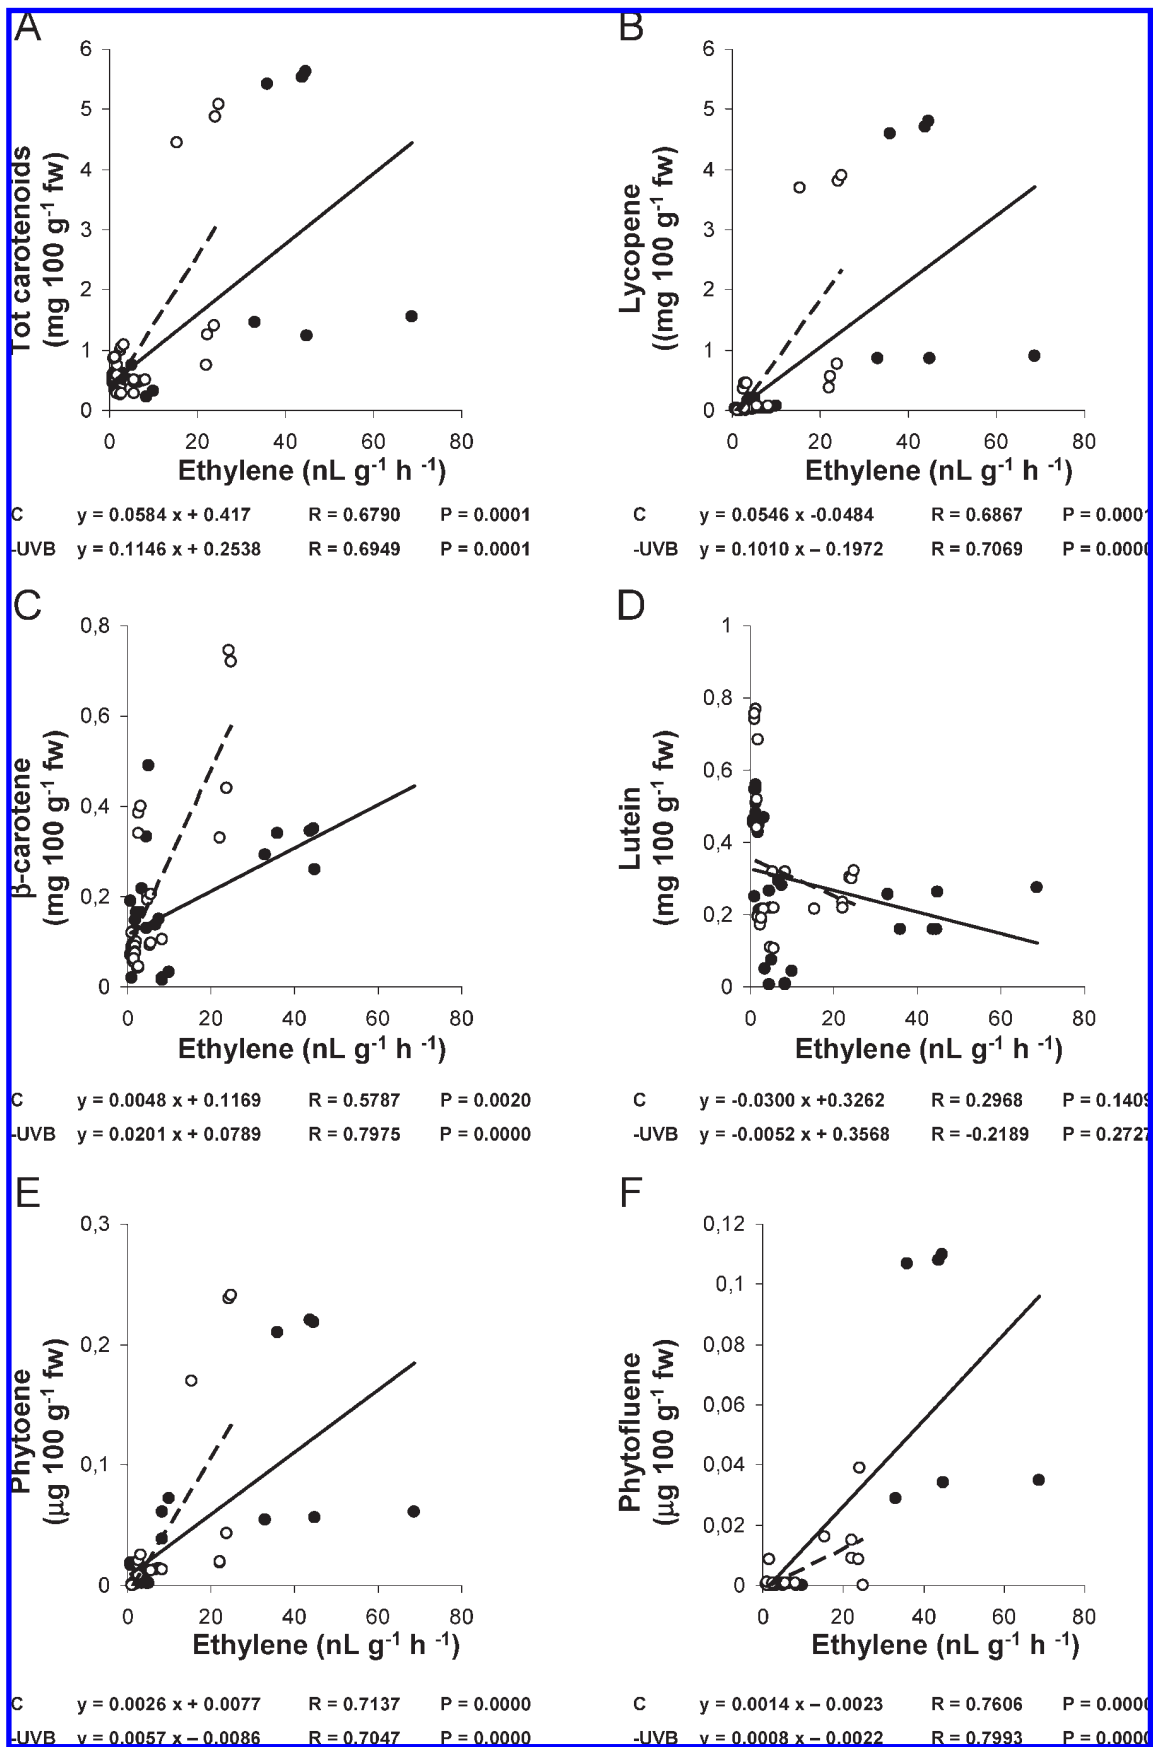 A
B
6
5
4
3
2
1
0
Tot carotenoids
(mg 100 g⁻¹ fw)
0 20 40 60 80
Ethylene (nL g⁻¹ h ⁻¹)
6
5
4
3
2
1
0
Lycopene
((mg 100 g⁻¹ fw)
0 20 40 60 80
Ethylene (nL g⁻¹ h ⁻¹)
C y = 0.0584 x + 0.417 R = 0.6790 P = 0.0001
-UVB y = 0.1146 x + 0.2538 R = 0.6949 P = 0.0001
C y = 0.0546 x -0.0484 R = 0.6867 P = 0.0001
-UVB y = 0.1010 x – 0.1972 R = 0.7069 P = 0.0000
C
D
0,8
0,6
0,4
0,2
0
β-carotene
(mg 100 g⁻¹ fw)
0 20 40 60 80
Ethylene (nL g⁻¹ h ⁻¹)
1
0,8
0,6
0,4
0,2
0
Lutein
(mg 100 g⁻¹ fw)
0 20 40 60 80
Ethylene (nL g⁻¹ h ⁻¹)
C y = 0.0048 x + 0.1169 R = 0.5787 P = 0.0020
-UVB y = 0.0201 x + 0.0789 R = 0.7975 P = 0.0000
C y = -0.0300 x +0.3262 R = 0.2968 P = 0.1409
-UVB y = -0.0052 x + 0.3568 R = -0.2189 P = 0.2727
E
F
0,3
0,2
0,1
0
Phytoene
(µg 100 g⁻¹ fw)
0 20 40 60 80
Ethylene (nL g⁻¹ h ⁻¹)
0,12
0,1
0,08
0,06
0,04
0,02
0
Phytofluene
(µg 100 g⁻¹ fw)
0 20 40 60 80
Ethylene (nL g⁻¹ h ⁻¹)
C y = 0.0026 x + 0.0077 R = 0.7137 P = 0.0000
-UVB y = 0.0057 x – 0.0086 R = 0.7047 P = 0.0000
C y = 0.0014 x – 0.0023 R = 0.7606 P = 0.0000
-UVB y = 0.0008 x – 0.0022 R = 0.7993 P = 0.0000